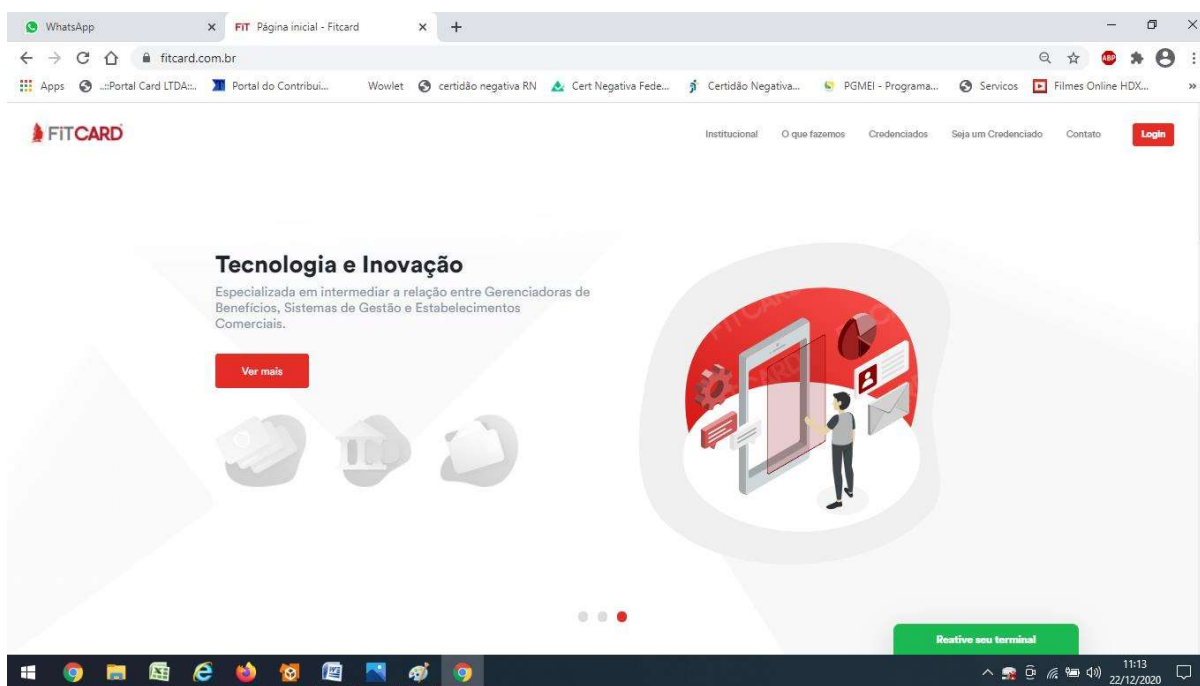 WhatsApp
FIT Página inicial - Fitcard
fitcard.com.br
ABP
Apps
..::Portal Card LTDA::..
Portal do Contribui...
Wowlet
certidão negativa RN
Cert Negativa Fede...
Certidão Negativa...
PGMEI - Programa...
Servicos
Filmes Online HDX...
»
FITCARD
Institucional
O que fazemos
Credenciados
Seja um Credenciado
Contato
Login
Tecnologia e Inovação
Especializada em intermediar a relação entre Gerenciadoras de
Benefícios, Sistemas de Gestão e Estabelecimentos
Comerciais.
Ver mais
FITCARD
Reative seu terminal
11:13
22/12/2020